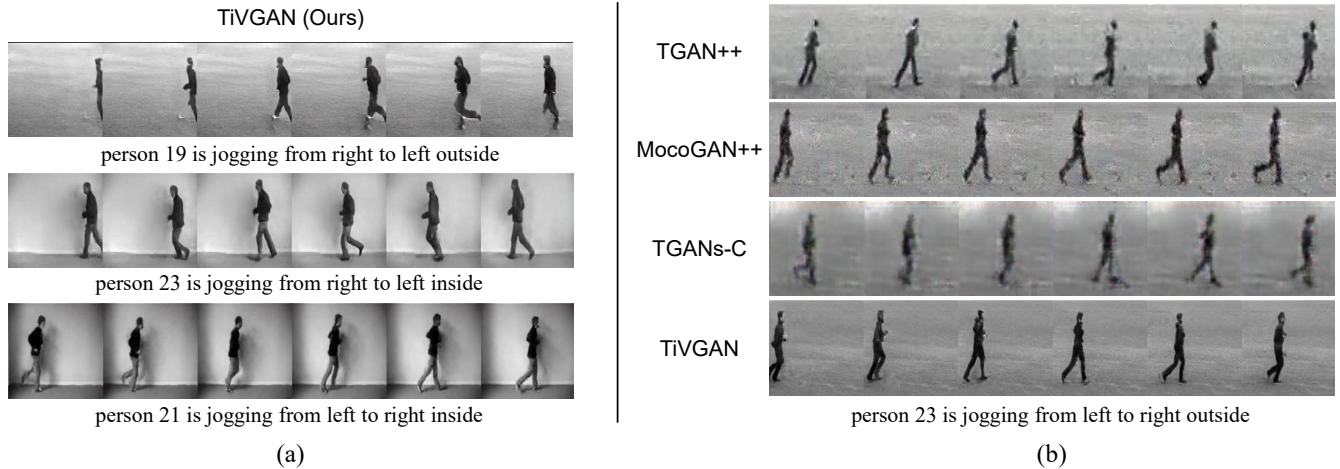 TiVGAN (Ours)
person 19 is jogging from right to left outside
person 23 is jogging from right to left inside
person 21 is jogging from left to right inside
(a)
TGAN++
MocoGAN++
TGANs-C
TiVGAN
person 23 is jogging from left to right outside
(b)